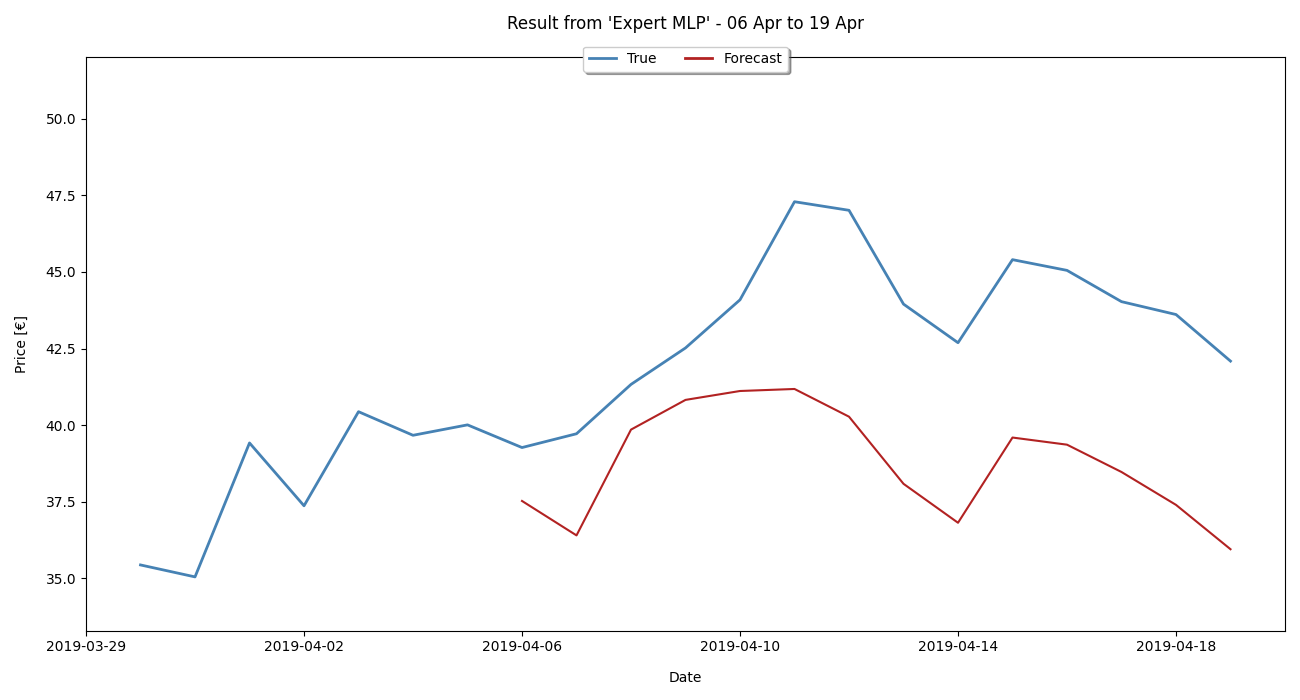 Result from 'Expert MLP' - 06 Apr to 19 Apr
True Forecast
50.0
47.5
45.0
42.5
40.0
37.5
35.0
Price [€]
2019-03-29 2019-04-02 2019-04-06 2019-04-10 2019-04-14 2019-04-18
Date